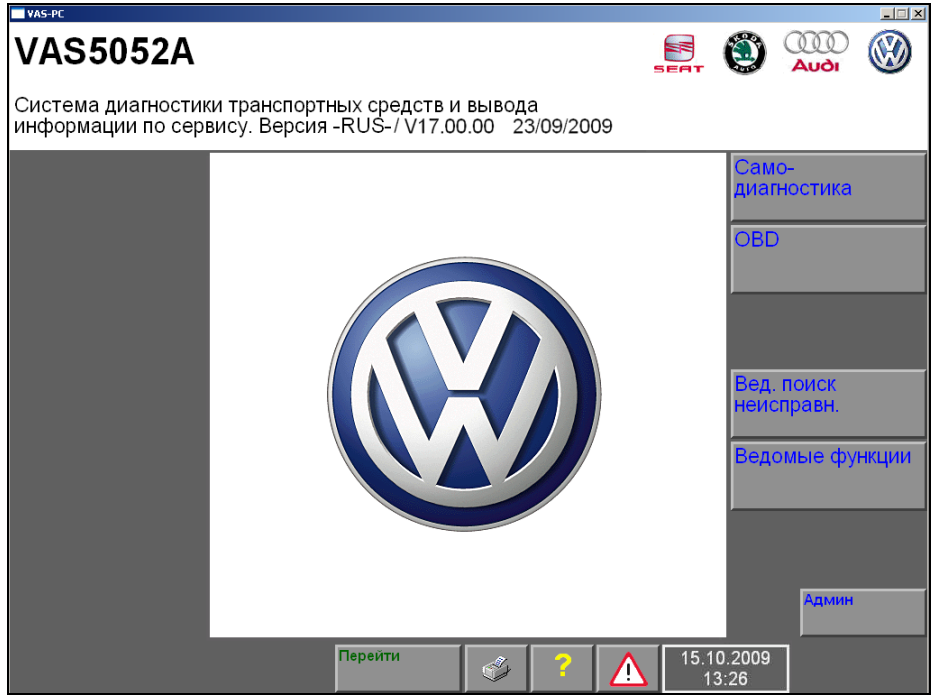 VAS-PC
VAS5052A
SEAT
ŠKODA
Auto
Audi
Система диагностики транспортных средств и вывода
информации по сервису. Версия -RUS-/ V17.00.00 23/09/2009
Само-
диагностика
OBD
Вед. поиск
неисправн.
Ведомые функции
Админ
Перейти
?
15.10.2009
13:26